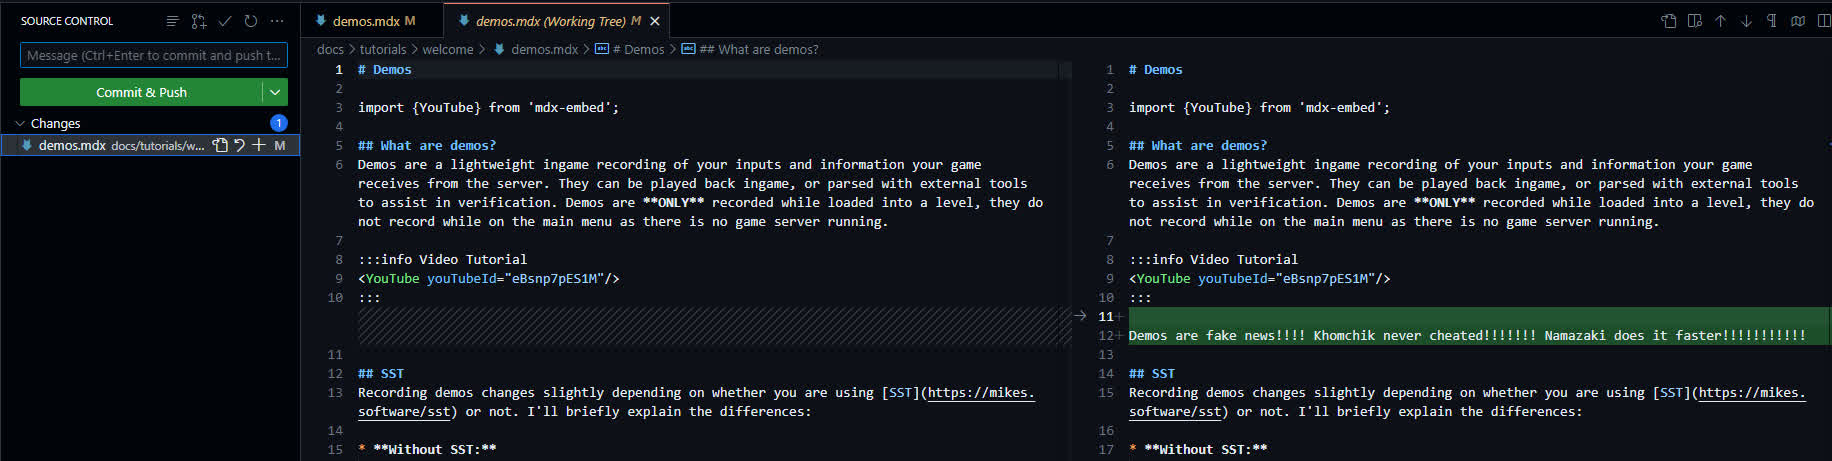 SOURCE CONTROL
Message (Ctrl+Enter to commit and push t...
Commit & Push
Changes 1
demos.mdx docs/tutorials/w... M
demos.mdx M
demos.mdx (Working Tree) M
docs > tutorials > welcome > demos.mdx > # Demos > ## What are demos?
1 # Demos
2
3 import {YouTube} from 'mdx-embed';
4
5 ## What are demos?
6 Demos are a lightweight ingame recording of your inputs and information your game
receives from the server. They can be played back ingame, or parsed with external tools
to assist in verification. Demos are **ONLY** recorded while loaded into a level, they do
not record while on the main menu as there is no game server running.
7
8 :::info Video Tutorial
9 <YouTube youTubeId="eBsnp7pES1M"/>
10 :::
11
12 ## SST
13 Recording demos changes slightly depending on whether you are using [SST](https://mikes.
software/sst) or not. I'll briefly explain the differences:
14
15 * **Without SST:**
1 # Demos
2
3 import {YouTube} from 'mdx-embed';
4
5 ## What are demos?
6 Demos are a lightweight ingame recording of your inputs and information your game
receives from the server. They can be played back ingame, or parsed with external tools
to assist in verification. Demos are **ONLY** recorded while loaded into a level, they do
not record while on the main menu as there is no game server running.
7
8 :::info Video Tutorial
9 <YouTube youTubeId="eBsnp7pES1M"/>
10 :::
11+
12+ Demos are fake news!!!! Khomchik never cheated!!!!!!! Namazaki does it faster!!!!!!!!!!!
13
14 ## SST
15 Recording demos changes slightly depending on whether you are using [SST](https://mikes.
software/sst) or not. I'll briefly explain the differences:
16
17 * **Without SST:**